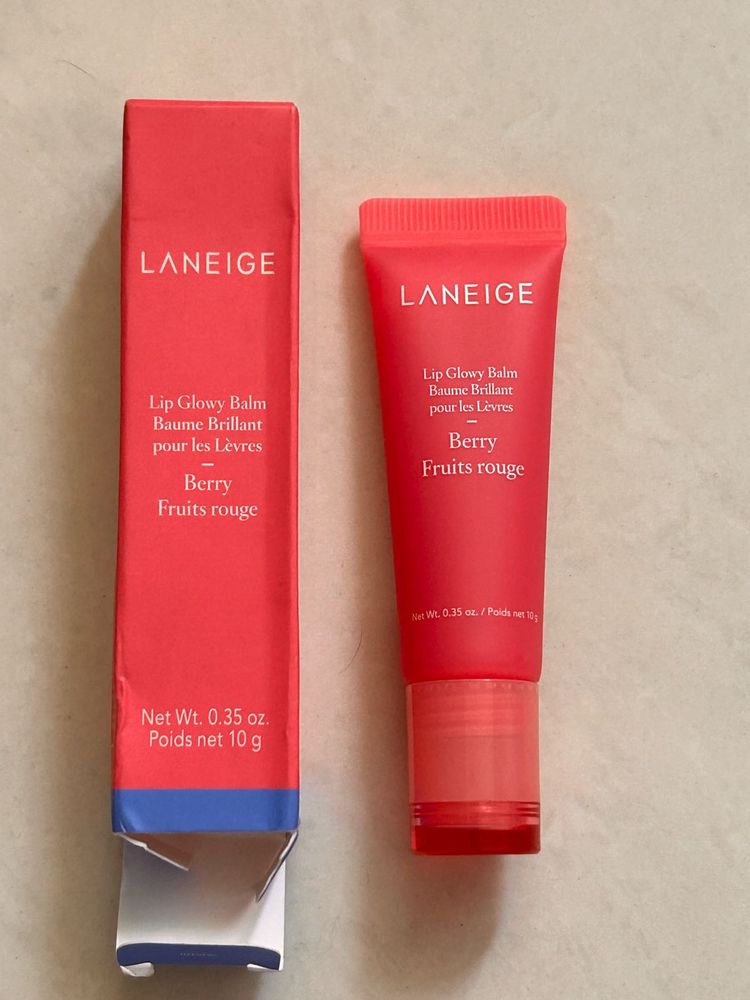 LANEIGE
Lip Glowy Balm
Baume Brillant
pour les Lèvres
Berry
Fruits rouge
Net Wt. 0.35 oz.
Poids net 10 g
LANEIGE
Lip Glowy Balm
Baume Brillant
pour les Lèvres
Berry
Fruits rouge
Net Wt. 0.35 oz. / Poids net 10 g